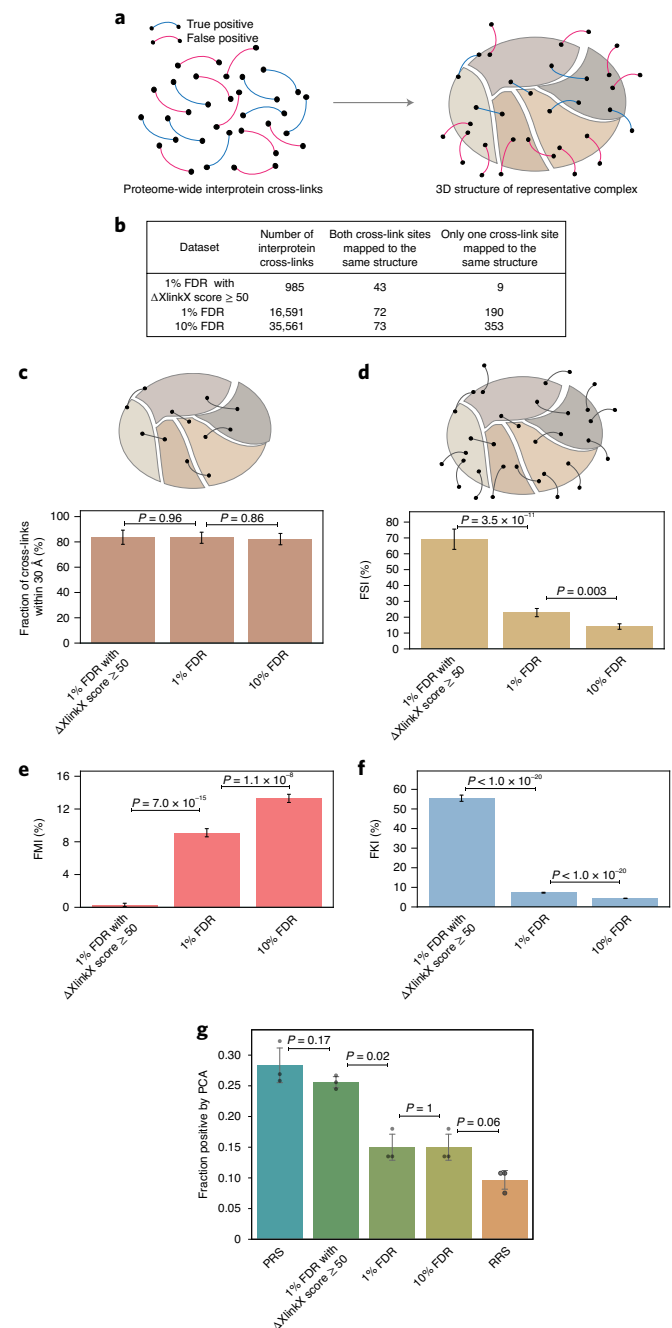 a
True positive
False positive
Proteome-wide interprotein cross-links
3D structure of representative complex
b
Dataset
Number of interprotein cross-links
Both cross-link sites mapped to the same structure
Only one cross-link site mapped to the same structure
1% FDR with ΔXlinkX score ≥ 50
985
43
9
1% FDR
16,591
72
190
10% FDR
35,561
73
353
c
Fraction of cross-links within 30 Å (%)
100
80
60
40
20
0
P = 0.96
P = 0.86
1% FDR with ΔXlinkX score ≥ 50
1% FDR
10% FDR
d
FSI (%)
80
70
60
50
40
30
20
10
0
P = 3.5 × 10⁻¹¹
P = 0.003
1% FDR with ΔXlinkX score ≥ 50
1% FDR
10% FDR
e
FMI (%)
16
12
8
4
0
P = 7.0 × 10⁻¹⁵
P = 1.1 × 10⁻⁸
1% FDR with ΔXlinkX score ≥ 50
1% FDR
10% FDR
f
FKI (%)
60
50
40
30
20
10
0
P < 1.0 × 10⁻²⁰
P < 1.0 × 10⁻²⁰
1% FDR with ΔXlinkX score ≥ 50
1% FDR
10% FDR
g
Fraction positive by PCA
0.30
0.25
0.20
0.15
0.10
0.05
0
P = 0.17
P = 0.02
P = 1
P = 0.06
PRS
1% FDR with ΔXlinkX score ≥ 50
1% FDR
10% FDR
RRS